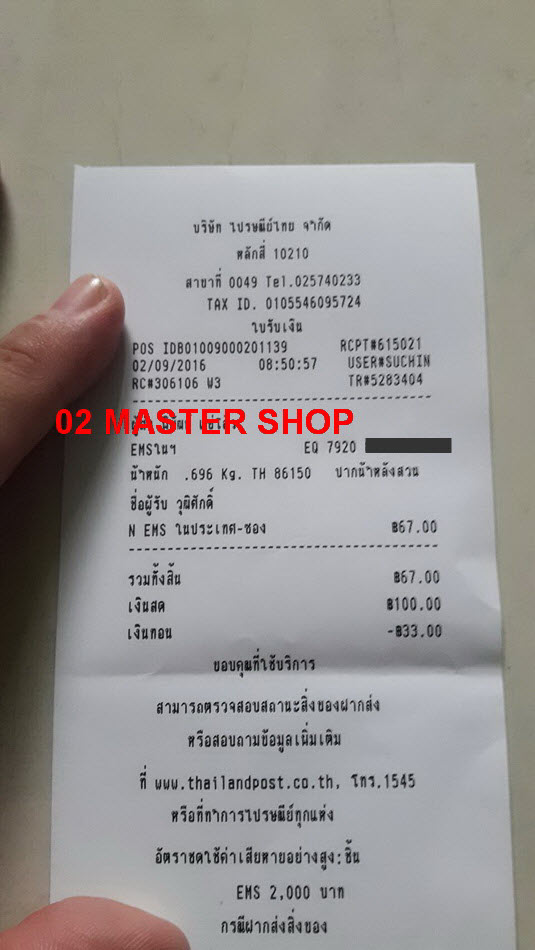 บริษัท ไปรษณีย์ไทย จำกัด
หลักสี่ 10210
สาขาที่ 0049 Tel.025740233
TAX ID. 0105546095724
ใบรับเงิน
POS IDB01009000201139 RCPT#615021
02/09/2016 08:50:57 USER#SUCHIN
RC#306106 W3 TR#5283404
02 MASTER SHOP
EMSในฯ EQ 7920
น้ำหนัก .696 Kg. TH 86150 ปากน้ำหลังสวน
ชื่อผู้รับ วุฒิศักดิ์
N EMS ในประเทศ-ซอง ฿67.00
รวมทั้งสิ้น ฿67.00
เงินสด ฿100.00
เงินทอน -฿33.00
ขอบคุณที่ใช้บริการ
สามารถตรวจสอบสถานะสิ่งของฝากส่ง
หรือสอบถามข้อมูลเพิ่มเติม
ที่ www.thailandpost.co.th, โทร.1545
หรือที่ทำการไปรษณีย์ทุกแห่ง
อัตราชดใช้ค่าเสียหายอย่างสูง:ชิ้น
EMS 2,000 บาท
กรณีฝากส่งสิ่งของ